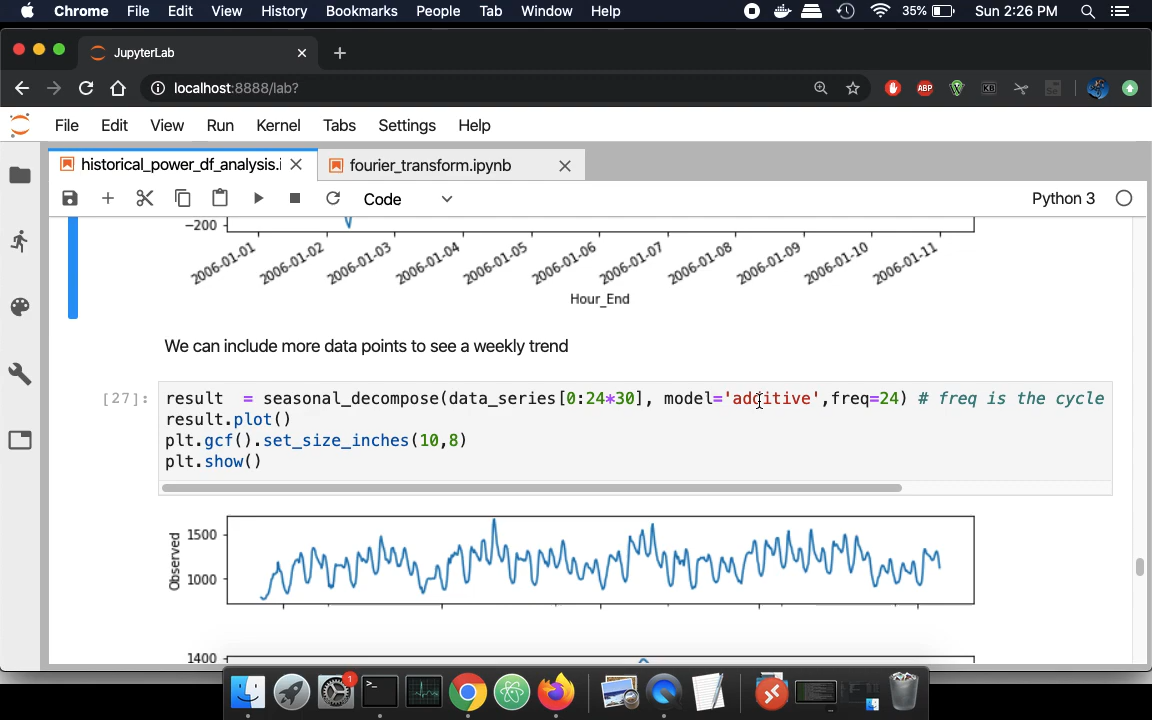 Chrome File Edit View History Bookmarks People Tab Window Help 35% Sun 2:26 PM
JupyterLab
localhost:8888/lab?
ABP
File Edit View Run Kernel Tabs Settings Help
historical_power_df_analysis.i fourier_transform.ipynb
Code Python 3
−200
2006-01-01 2006-01-02 2006-01-03 2006-01-04 2006-01-05 2006-01-06 2006-01-07 2006-01-08 2006-01-09 2006-01-10 2006-01-11
Hour_End
We can include more data points to see a weekly trend
[27]: result = seasonal_decompose(data_series[0:24*30], model='additive',freq=24) # freq is the cycle
result.plot()
plt.gcf().set_size_inches(10,8)
plt.show()
1500
Observed
1000
1400
1